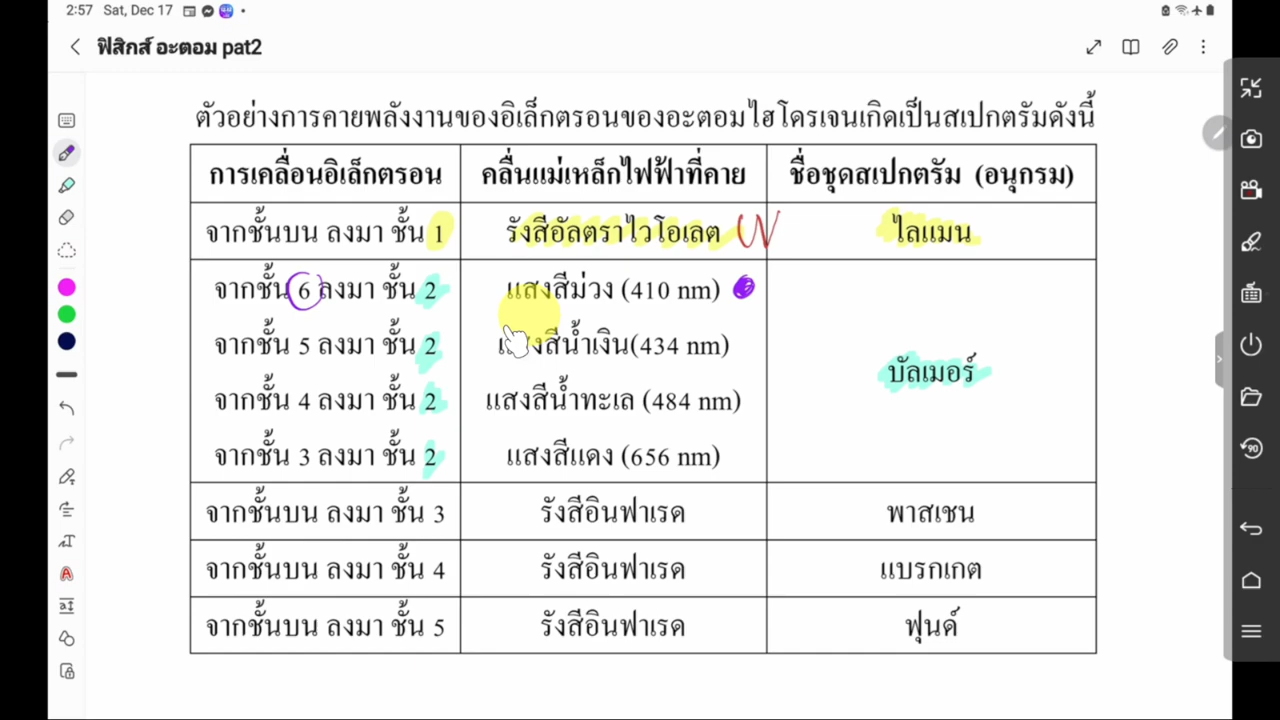 2:57 Sat, Dec 17
ฟิสิกส์ อะตอม pat2
ตัวอย่างการคายพลังงานของอิเล็กตรอนของอะตอมไฮโดรเจนเกิดเป็นสเปกตรัมดังนี้
การเคลื่อนอิเล็กตรอน คลื่นแม่เหล็กไฟฟ้าที่คาย ชื่อชุดสเปกตรัม (อนุกรม)
จากชั้นบน ลงมา ชั้น 1 รังสีอัลตราไวโอเลต UV ไลแมน
จากชั้น 6 ลงมา ชั้น 2 แสงสีม่วง (410 nm)
จากชั้น 5 ลงมา ชั้น 2 แสงสีน้ำเงิน(434 nm)
บัลเมอร์
จากชั้น 4 ลงมา ชั้น 2 แสงสีน้ำทะเล (484 nm)
จากชั้น 3 ลงมา ชั้น 2 แสงสีแดง (656 nm)
จากชั้นบน ลงมา ชั้น 3 รังสีอินฟาเรด พาสเชน
จากชั้นบน ลงมา ชั้น 4 รังสีอินฟาเรด แบรกเกต
จากชั้นบน ลงมา ชั้น 5 รังสีอินฟาเรด ฟุนด์
90